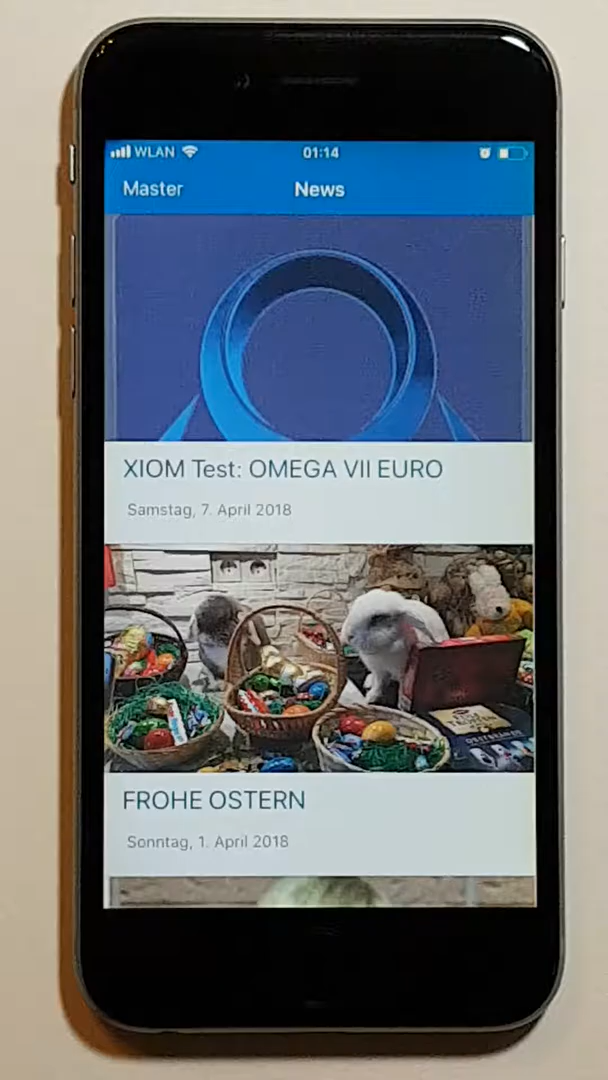 WLAN
01:14
Master
News
XIOM Test: OMEGA VII EURO
Samstag, 7. April 2018
FROHE OSTERN
Sonntag, 1. April 2018